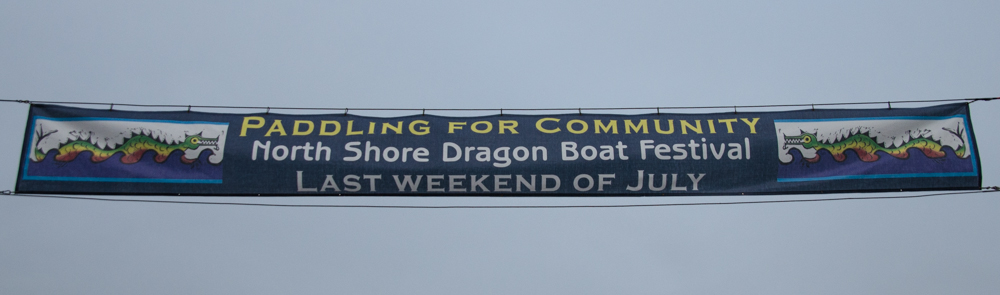 PADDLING FOR COMMUNITY
North Shore Dragon Boat Festival
LAST WEEKEND OF JULY